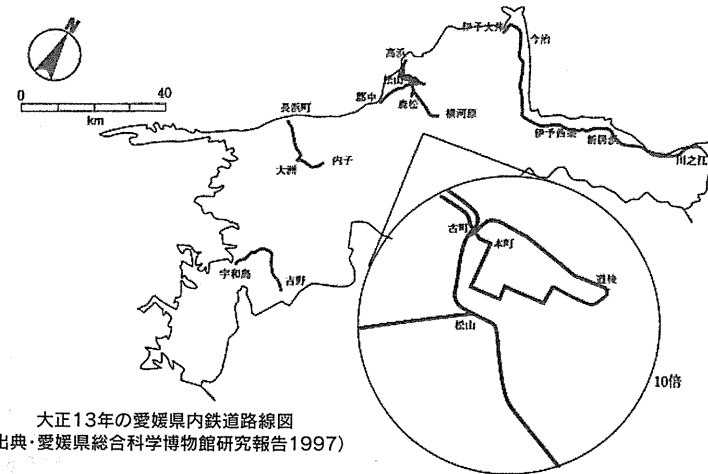 N
0
40
km
伊予大井
今治
高浜
松山
郡中
森松
横河原
伊予西条
新居浜
川之江
長浜町
大洲
内子
宇和島
吉野
古町
本町
道後
松山
10倍
大正13年の愛媛県内鉄道路線図
出典・愛媛県総合科学博物館研究報告1997)